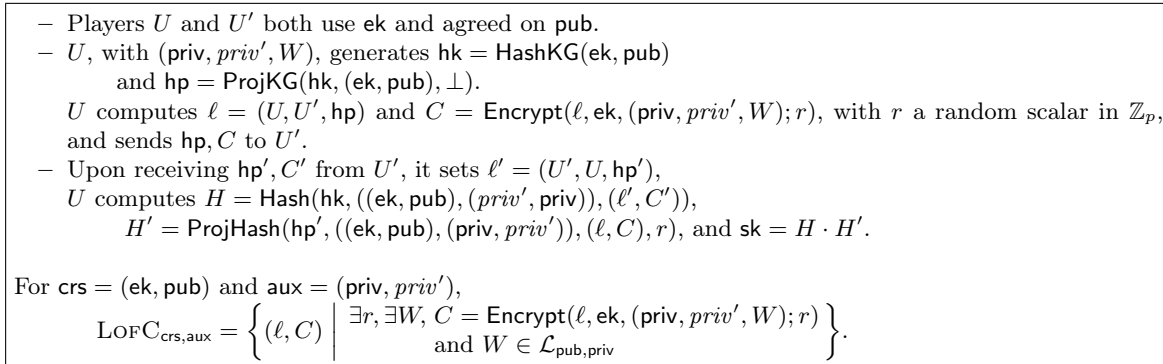 – Players U and U′ both use ek and agreed on pub.
– U, with (priv, priv′, W), generates hk = HashKG(ek, pub)
and hp = ProjKG(hk, (ek, pub), ⊥).
U computes ℓ = (U, U′, hp) and C = Encrypt(ℓ, ek, (priv, priv′, W); r), with r a random scalar in ℤp,
and sends hp, C to U′.
– Upon receiving hp′, C′ from U′, it sets ℓ′ = (U′, U, hp′),
U computes H = Hash(hk, ((ek, pub), (priv′, priv)), (ℓ′, C′)),
H′ = ProjHash(hp′, ((ek, pub), (priv, priv′)), (ℓ, C), r), and sk = H · H′.
For crs = (ek, pub) and aux = (priv, priv′),
LOFCcrs,aux = { (ℓ, C) | ∃r, ∃W, C = Encrypt(ℓ, ek, (priv, priv′, W); r)
and W ∈ 𝓛pub,priv }.